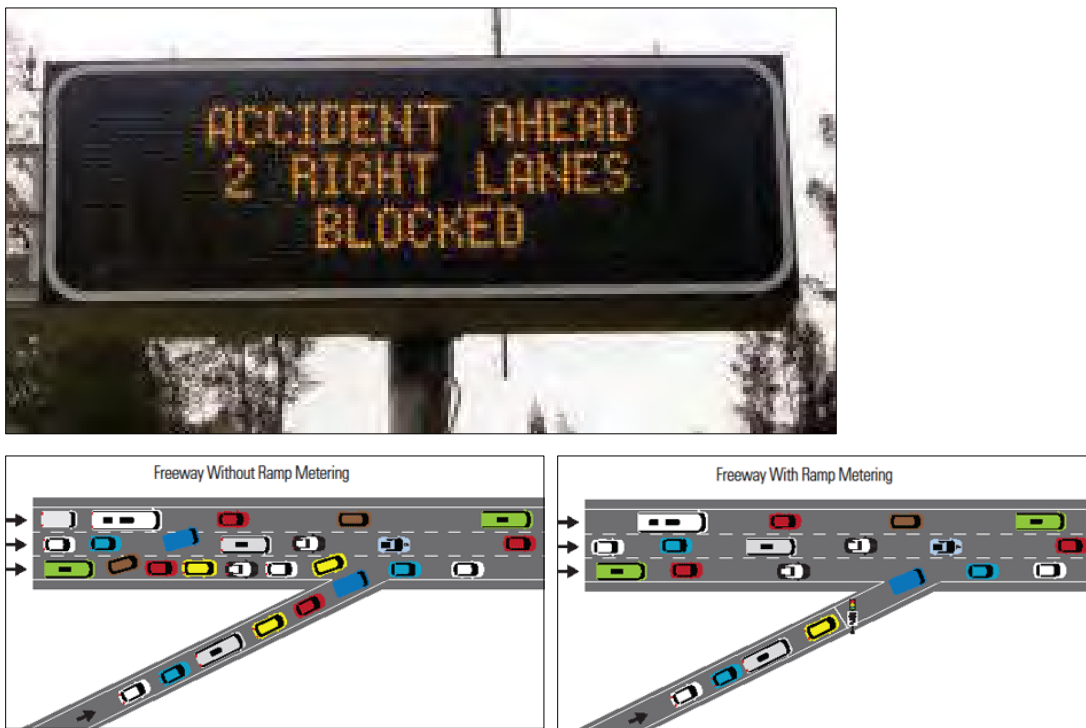 ACCIDENT AHEAD
2 RIGHT LANES
BLOCKED
Freeway Without Ramp Metering
Freeway With Ramp Metering